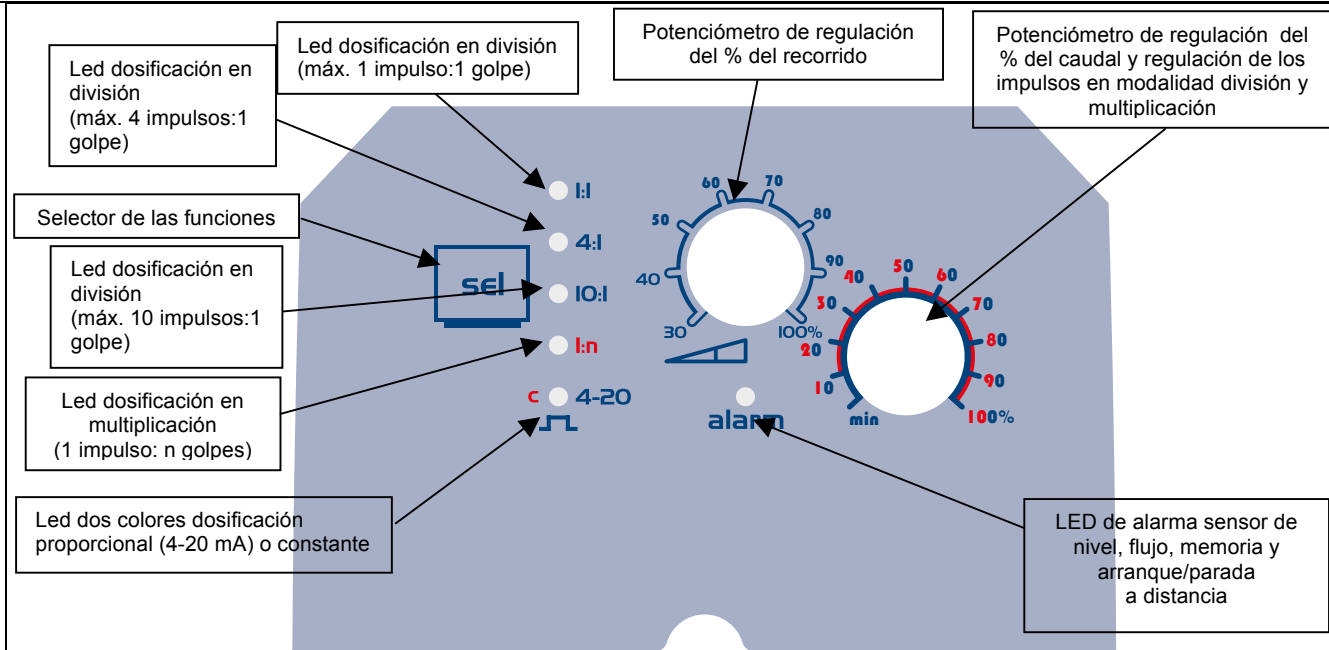 Led dosificación en
división
(máx. 4 impulsos:1
golpe)
Led dosificación en división
(máx. 1 impulso:1 golpe)
Potenciómetro de regulación
del % del recorrido
Potenciómetro de regulación del
% del caudal y regulación de los
impulsos en modalidad división y
multiplicación
Selector de las funciones
Led dosificación en
división
(máx. 10 impulsos:1
golpe)
Led dosificación en
multiplicación
(1 impulso: n golpes)
Led dos colores dosificación
proporcional (4-20 mA) o constante
sel
1:1
4:1
10:1
1:n
c 4-20
30
40
50
60
70
80
90
100%
alarm
min
10
20
30
40
50
60
70
80
90
100%
LED de alarma sensor de
nivel, flujo, memoria y
arranque/parada
a distancia